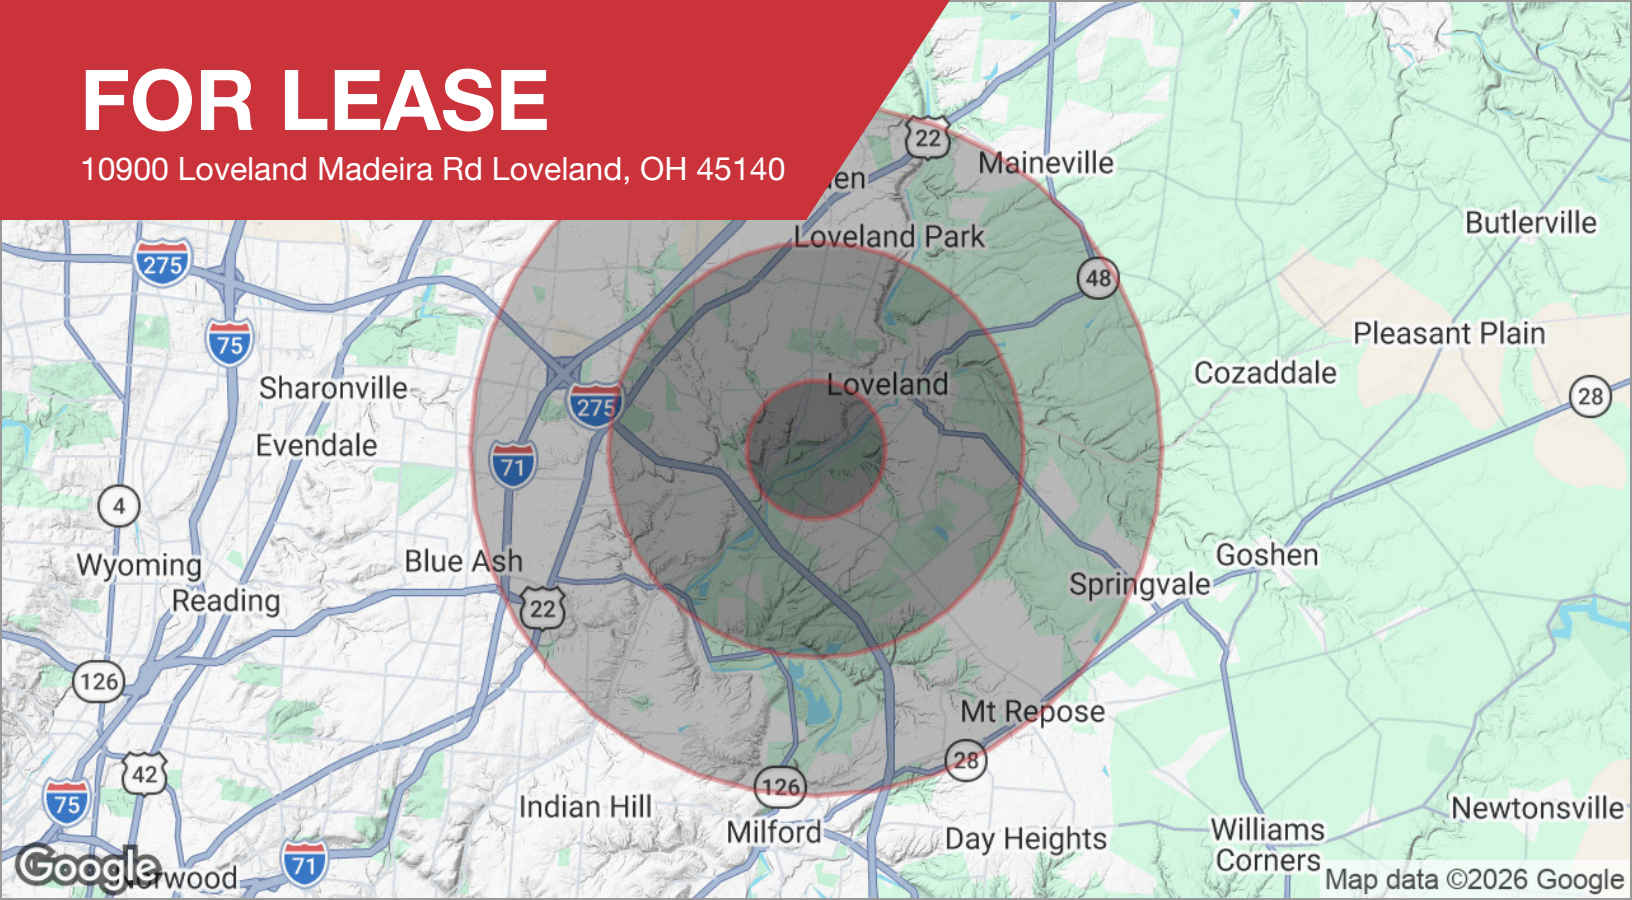 FOR LEASE
10900 Loveland Madeira Rd Loveland, OH 45140
22
Maineville
Butlerville
Loveland Park
275
48
75
Pleasant Plain
Cozaddale
Sharonville
Loveland
28
275
Evendale
71
4
Blue Ash
Goshen
Wyoming
Springvale
Reading
22
126
Mt Repose
28
42
126
75
Indian Hill
Newtonsville
Milford
Day Heights
Williams
Corners
71
Google
Map data ©2026 Google